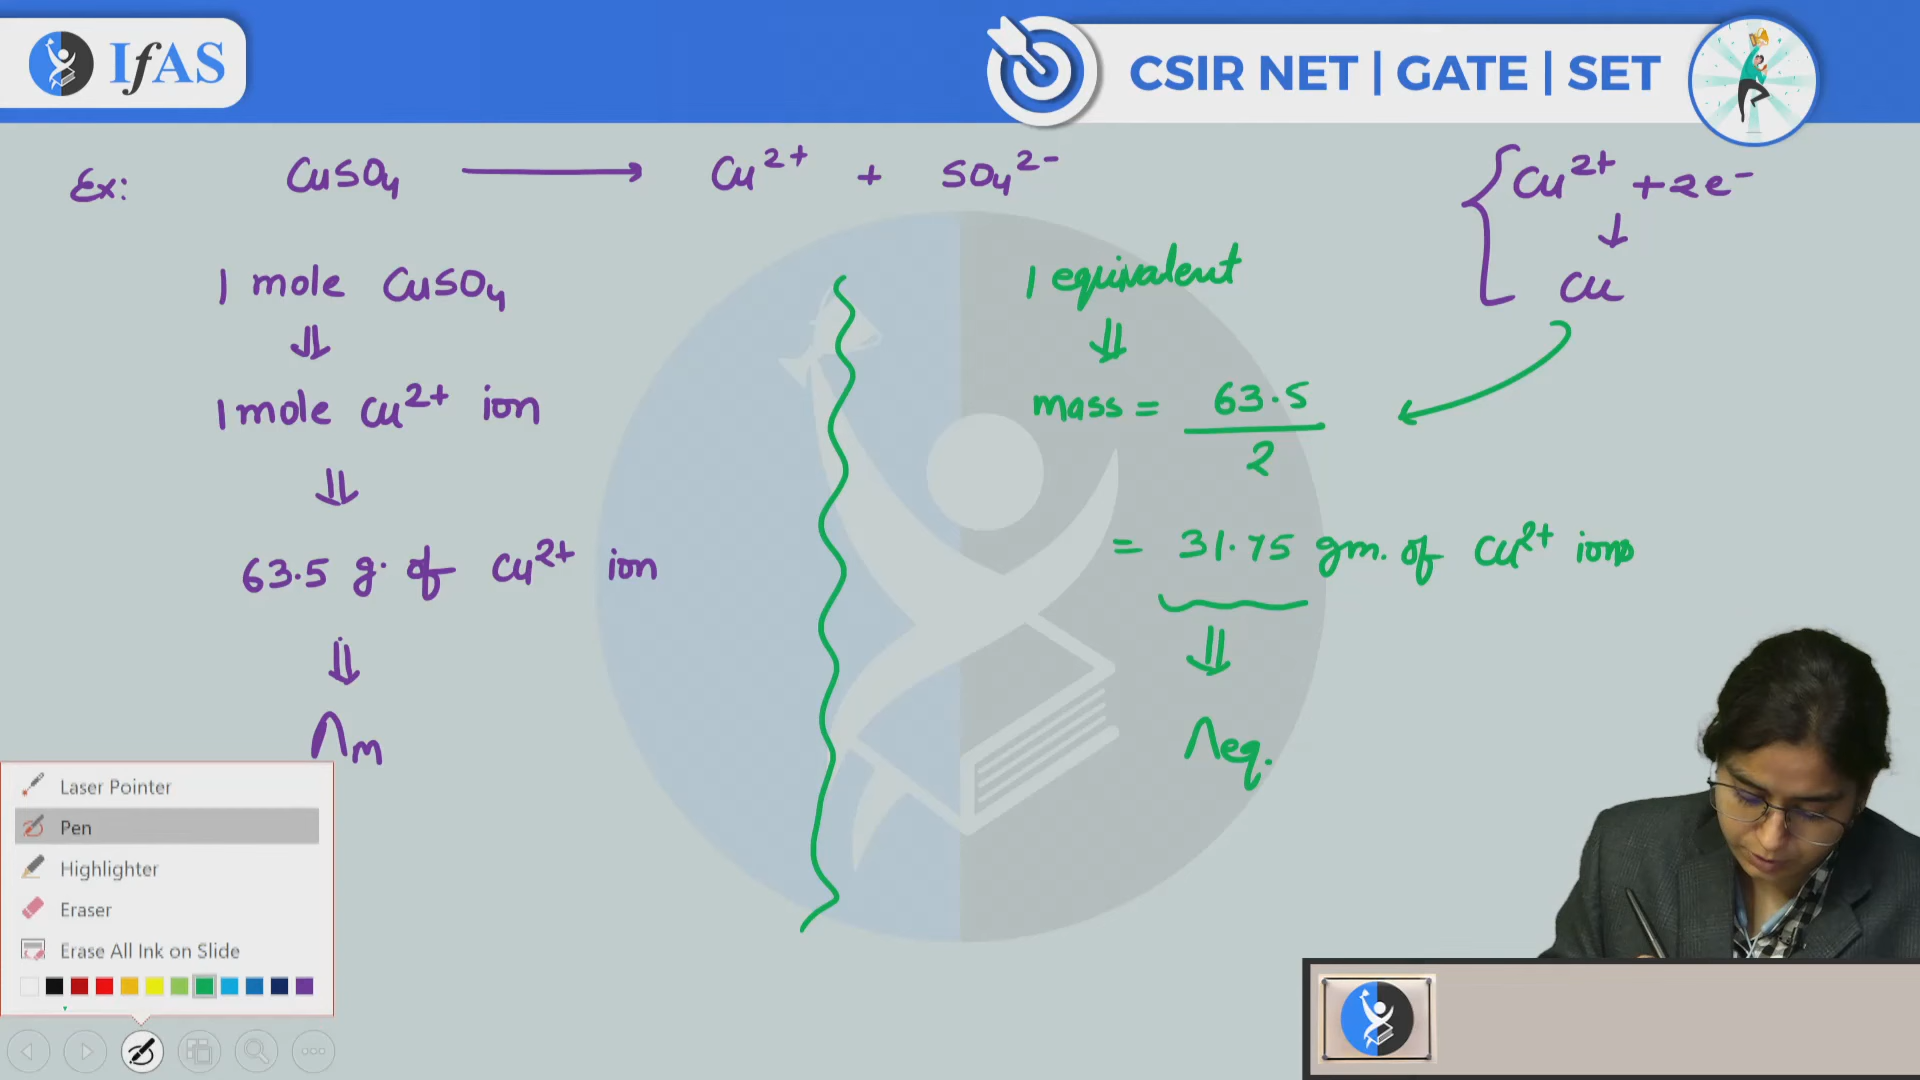 IfAS
CSIR NET | GATE | SET
Ex: CuSO4 ⟶ Cu2+ + SO4 2-
Cu2+ + 2e-
↓
Cu
1 mole CuSO4
⇓
1 mole Cu2+ ion
⇓
63.5 g. of Cu2+ ion
⇓
Λm
1 equivalent
⇓
mass = 63.5 / 2
= 31.75 gm. of Cu2+ ions
⇓
Λeq.
Laser Pointer
Pen
Highlighter
Eraser
Erase All Ink on Slide